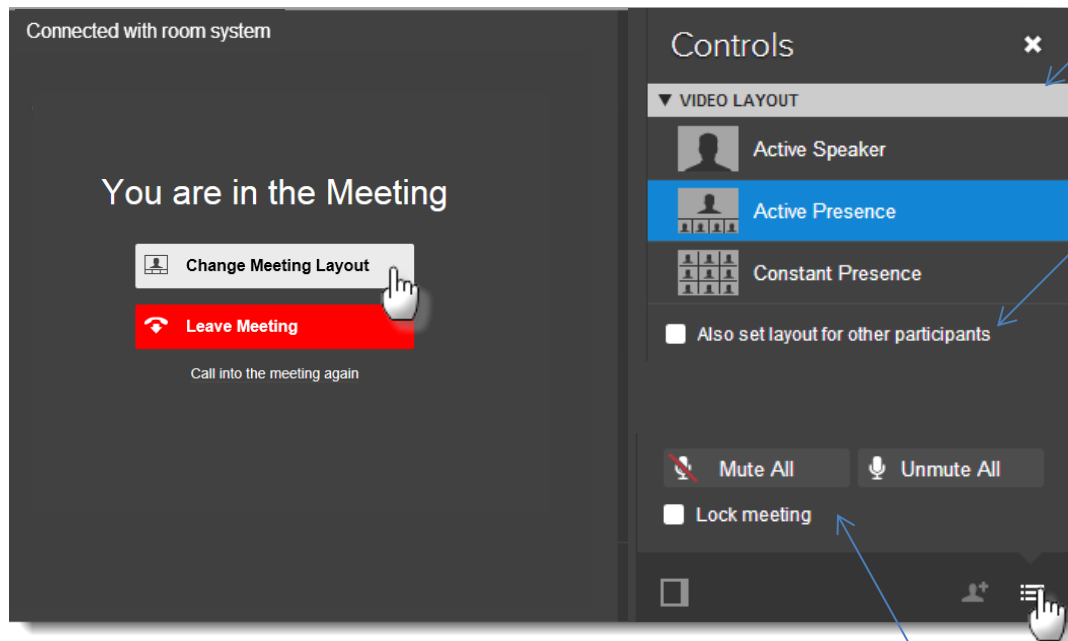 Connected with room system
You are in the Meeting
Change Meeting Layout
Leave Meeting
Call into the meeting again
Controls
VIDEO LAYOUT
Active Speaker
Active Presence
Constant Presence
Also set layout for other participants
Mute All
Unmute All
Lock meeting